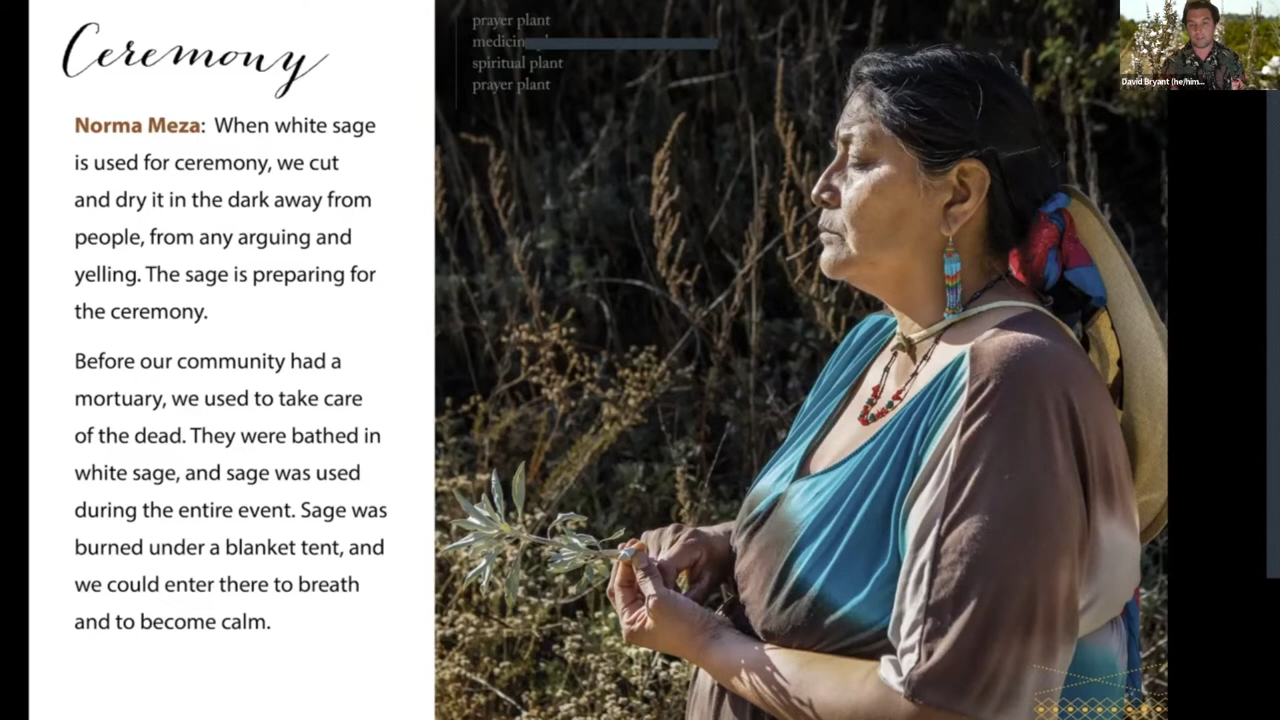 Ceremony
Norma Meza: When white sage
is used for ceremony, we cut
and dry it in the dark away from
people, from any arguing and
yelling. The sage is preparing for
the ceremony.
Before our community had a
mortuary, we used to take care
of the dead. They were bathed in
white sage, and sage was used
during the entire event. Sage was
burned under a blanket tent, and
we could enter there to breath
and to become calm.
prayer plant
spiritual plant
prayer plant
David Bryant (he/him...